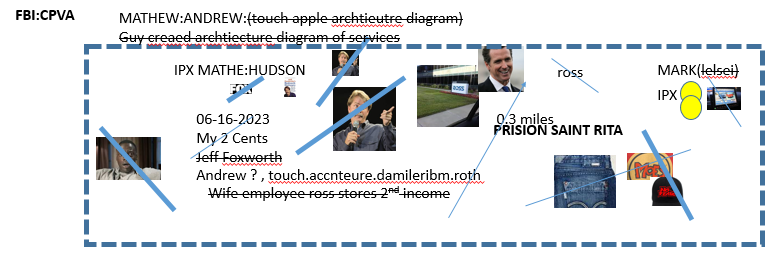 FBI:CPVA
MATHEW:ANDREW:(touch apple archtieutre diagram)
Guy creaed archtiecture diagram of services
IPX MATHE:HUDSON
ross
MARK(lelsei)
IPX
ROSS
06-16-2023
0.3 miles
PRISION SAINT RITA
My 2 Cents
Jeff Foxworth
Andrew ? , touch.accnteure.damileribm.roth
Wife employee ross stores 2nd income